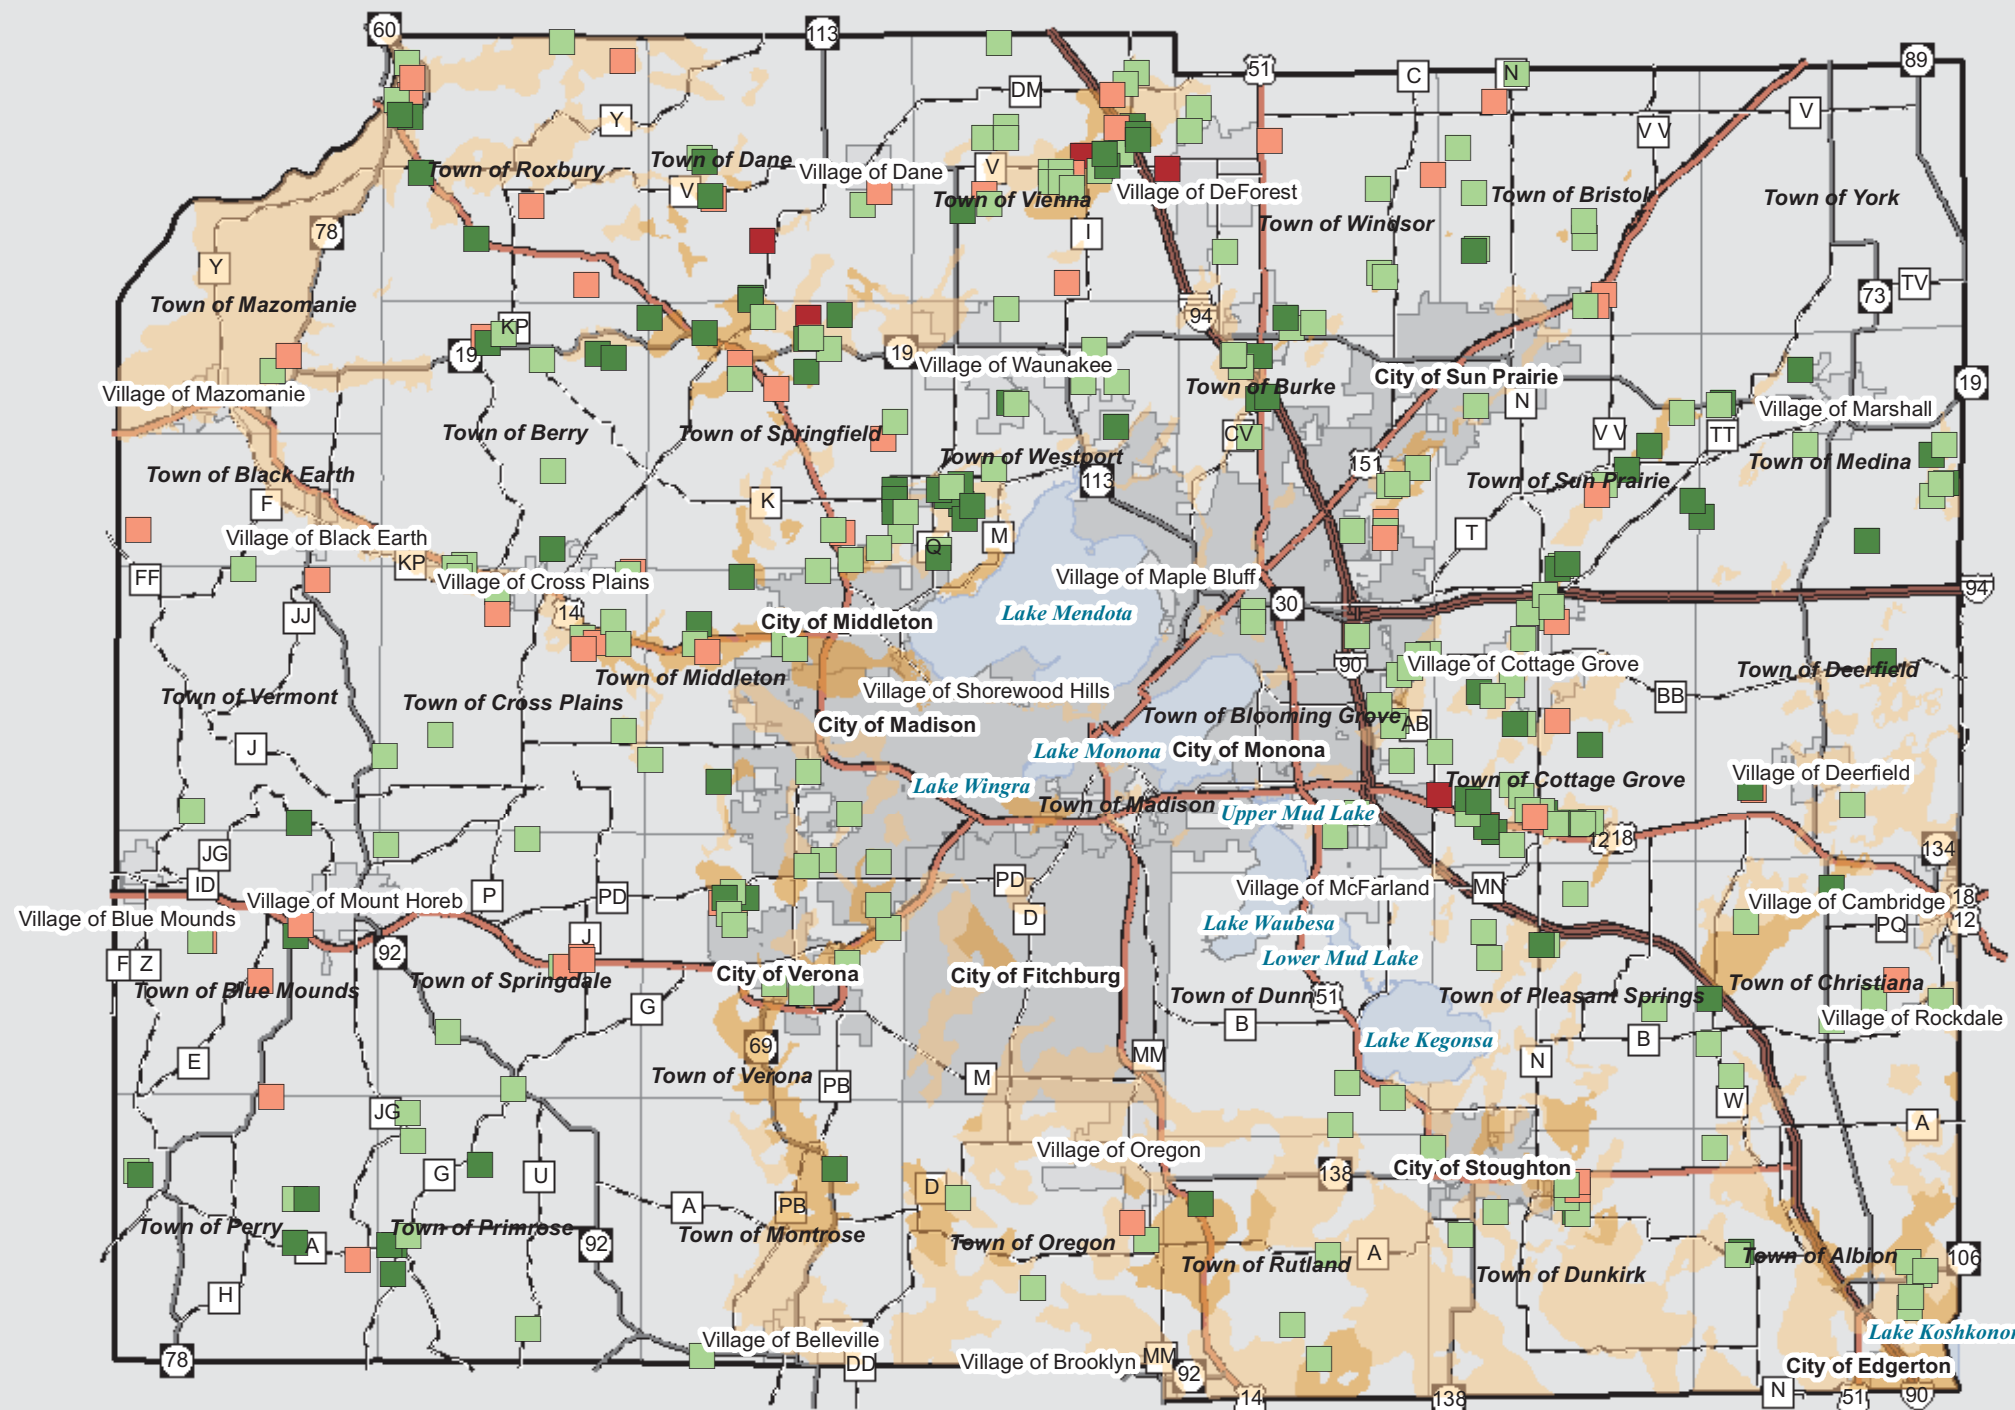 60
113
51
C
N
89
DM
V
Y
V V
Town of Roxbury
Town of Dane
Village of Dane
V
V
Town of Vienna
Village of DeForest
Town of Bristol
Town of York
Town of Windsor
78
I
Y
Town of Mazomanie
94
73
TV
KP
19
19
Village of Waunakee
Town of Burke
City of Sun Prairie
19
Village of Mazomanie
N
Village of Marshall
Town of Berry
Town of Springfield
CV
V V
TT
Town of Westport
151
Town of Medina
Town of Black Earth
113
Town of Sun Prairie
F
K
Village of Black Earth
M
Q
T
KP
FF
Village of Cross Plains
Village of Maple Bluff
94
14
JJ
City of Middleton
Lake Mendota
30
Town of Middleton
90
Village of Cottage Grove
Town of Deerfield
Town of Vermont
Town of Cross Plains
Village of Shorewood Hills
BB
City of Madison
Town of Blooming Grove
AB
J
Lake Monona
City of Monona
Lake Wingra
Town of Cottage Grove
Village of Deerfield
Town of Madison
Upper Mud Lake
12
18
JG
134
ID
PD
Village of McFarland
MN
P
PD
18
Village of Mount Horeb
Village of Cambridge
Village of Blue Mounds
D
Lake Waubesa
PQ
12
J
92
Lower Mud Lake
F
Z
City of Verona
City of Fitchburg
Town of Blue Mounds
Town of Springdale
Town of Dunn
51
Town of Pleasant Springs
Town of Christiana
G
B
Village of Rockdale
69
Lake Kegonsa
B
E
MM
N
Town of Verona
M
PB
JG
W
A
Village of Oregon
G
U
138
City of Stoughton
D
A
PB
Town of Perry
Town of Primrose
Town of Montrose
A
92
Town of Oregon
A
Town of Albion
106
Town of Rutland
Town of Dunkirk
H
Lake Koshkonon
Village of Belleville
78
DD
Village of Brooklyn
MM
92
City of Edgerton
14
138
N
51
90